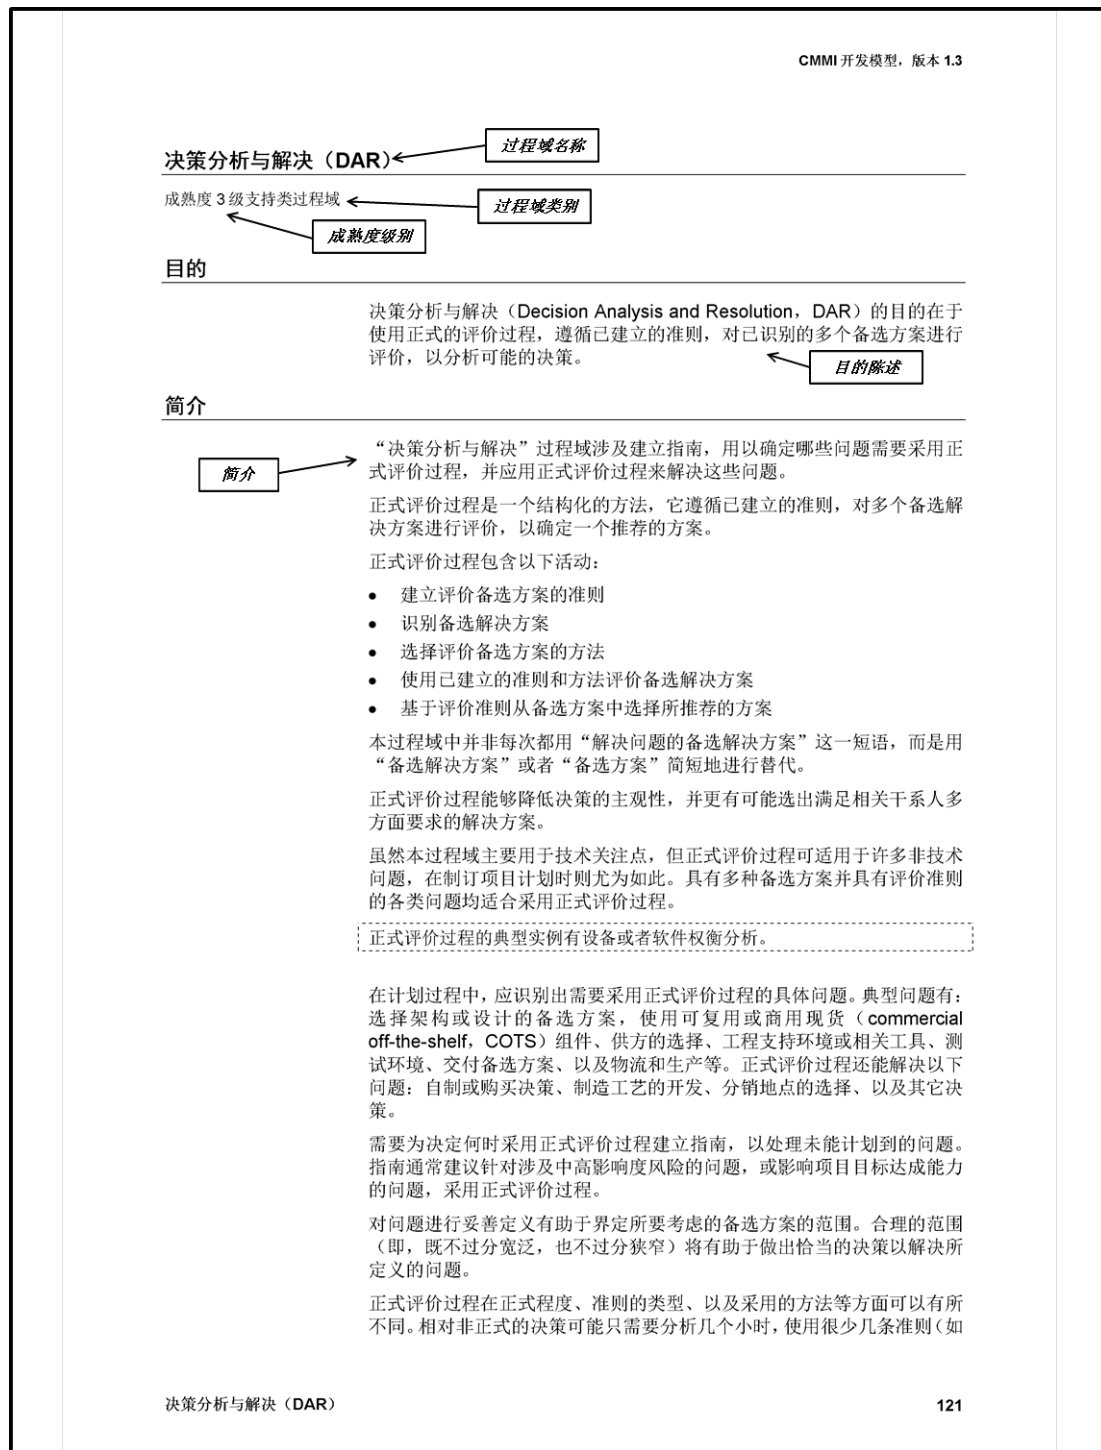 CMMI 开发模型，版本 1.3
决策分析与解决（DAR）
过程域名称
成熟度 3 级支持类过程域
过程域类别
成熟度级别
目的
决策分析与解决（Decision Analysis and Resolution，DAR）的目的在于
使用正式的评价过程，遵循已建立的准则，对已识别的多个备选方案进行
评价，以分析可能的决策。
目的陈述
简介
“决策分析与解决”过程域涉及建立指南，用以确定哪些问题需要采用正
式评价过程，并应用正式评价过程来解决这些问题。
简介
正式评价过程是一个结构化的方法，它遵循已建立的准则，对多个备选解
决方案进行评价，以确定一个推荐的方案。
正式评价过程包含以下活动：
• 建立评价备选方案的准则
• 识别备选解决方案
• 选择评价备选方案的方法
• 使用已建立的准则和方法评价备选解决方案
• 基于评价准则从备选方案中选择所推荐的方案
本过程域中并非每次都用“解决问题的备选解决方案”这一短语，而是用
“备选解决方案”或者“备选方案”简短地进行替代。
正式评价过程能够降低决策的主观性，并更有可能选出满足相关干系人多
方面要求的解决方案。
虽然本过程域主要用于技术关注点，但正式评价过程可适用于许多非技术
问题，在制订项目计划时则尤为如此。具有多种备选方案并具有评价准则
的各类问题均适合采用正式评价过程。
正式评价过程的典型实例有设备或者软件权衡分析。
在计划过程中，应识别出需要采用正式评价过程的具体问题。典型问题有：
选择架构或设计的备选方案，使用可复用或商用现货（commercial
off-the-shelf，COTS）组件、供方的选择、工程支持环境或相关工具、测
试环境、交付备选方案、以及物流和生产等。正式评价过程还能解决以下
问题：自制或购买决策、制造工艺的开发、分销地点的选择、以及其它决
策。
需要为决定何时采用正式评价过程建立指南，以处理未能计划到的问题。
指南通常建议针对涉及中高影响度风险的问题，或影响项目目标达成能力
的问题，采用正式评价过程。
对问题进行妥善定义有助于界定所要考虑的备选方案的范围。合理的范围
（即，既不过分宽泛，也不过分狭窄）将有助于做出恰当的决策以解决所
定义的问题。
正式评价过程在正式程度、准则的类型、以及采用的方法等方面可以有所
不同。相对非正式的决策可能只需要分析几个小时，使用很少几条准则（如
决策分析与解决（DAR）
121